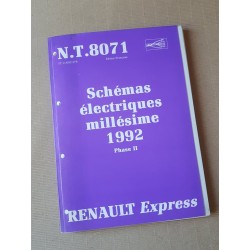 N.T.8071
Schémas
électriques
millésime
1992
Phase II
RENAULT Express